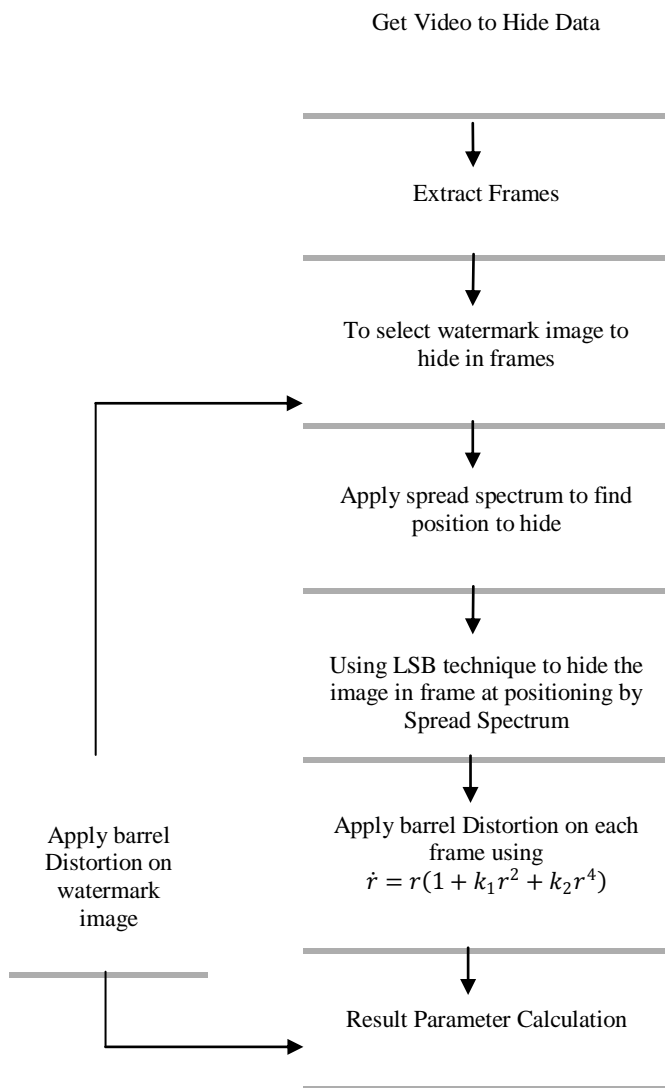 Get Video to Hide Data
Extract Frames
To select watermark image to
hide in frames
Apply spread spectrum to find
position to hide
Using LSB technique to hide the
image in frame at positioning by
Spread Spectrum
Apply barrel
Distortion on
watermark
image
Apply barrel Distortion on each
frame using
ṙ = r(1 + k₁r² + k₂r⁴)
Result Parameter Calculation